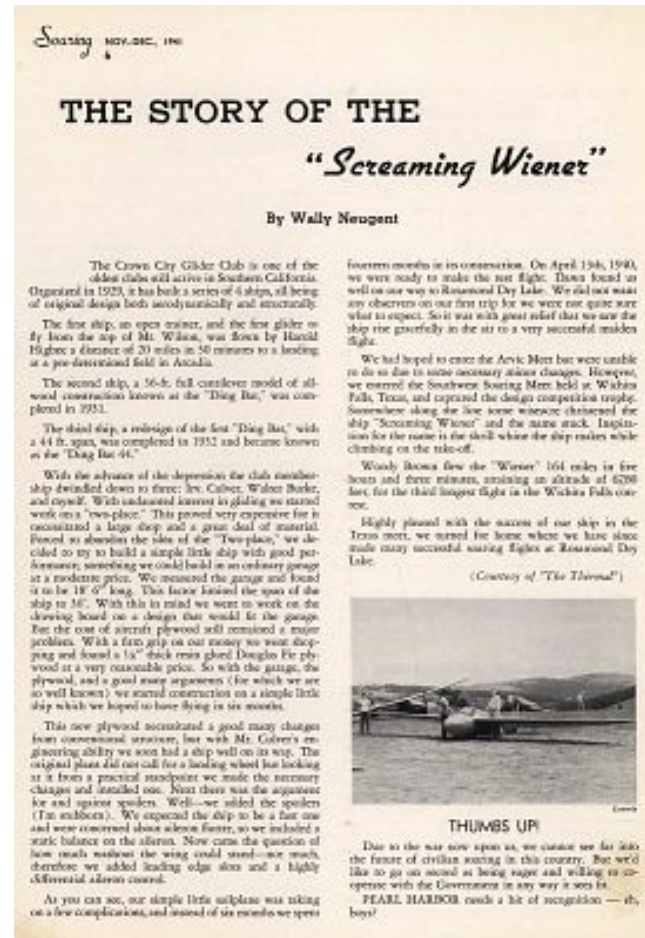 Soaring NOV.-DEC., 1941
THE STORY OF THE
"Screaming Wiener"
By Wally Neugent
The Crown City Glider Club is one of the
oldest clubs still active in Southern California.
Organized in 1929, it has built a series of 4 ships, all being
of original design both aerodynamically and structurally.
The first ship, an open trainer, and the first glider to
fly from the top of Mt. Wilson, was flown by Harold
Higbee a distance of 20 miles in 50 minutes to a landing
at a pre-determined field in Arcadia.
The second ship, a 36-ft. full cantilever model of all-
wood construction known as the "Ding Bat," was com-
pleted in 1931.
The third ship, a redesign of the first "Ding Bat," with
a 44 ft. span, was completed in 1932 and became known
as the "Ding Bat 44."
With the advance of the depression the club member-
ship dwindled down to three: Irv. Culver, Walter Burke,
and myself. With undaunted interest in gliding we started
work on a "two-place." This proved very expensive for it
necessitated a large shop and a great deal of material.
Forced to abandon the idea of the "Two-place," we de-
cided to try to build a simple little ship with good per-
formance; something we could build in an ordinary garage
at a moderate price. We measured the garage and found
it to be 18' 6" long. This factor limited the span of the
ship to 36'. With this in mind we went to work on the
drawing board on a design that would fit the garage.
But the cost of aircraft plywood still remained a major
problem. With a firm grip on our money we went shop-
ping and found a thick resin glued Douglas Fir ply-
wood at a very reasonable price. So with the garage, the
plywood, and a good many arguments (for which we are
so well known) we started construction on a simple little
ship which we hoped to have flying in six months.
This new plywood necessitated a good many changes
from conventional structure, but with Mr. Culver's en-
gineering ability we soon had a ship well on its way. The
original plans did not call for a landing wheel but looking
at it from a practical standpoint we made the necessary
changes and installed one. Next there was the argument
for and against spoilers. Well—we added the spoilers
(I'm stubborn). We expected the ship to be a fast one
and were concerned about aileron flutter, so we included a
static balance on the aileron. Now came the question of
how much washout the wing could stand—not much,
therefore we added leading edge slots and a highly
differential aileron control.
As you can see, our simple little sailplane was taking
on a few complications, and instead of six months we spent
fourteen months in its construction. On April 13th, 1940,
we were ready to make the test flight. Dawn found us
well on our way to Rosamond Dry Lake. We did not want
any observers on our first trip for we were not quite sure
what to expect. So it was with great relief that we saw the
ship rise gracefully in the air to a very successful maiden
flight.
We had hoped to enter the Arvin Meet but were unable
to do so due to some necessary minor changes. However,
we entered the Southwest Soaring Meet held at Wichita
Falls, Texas, and captured the design competition trophy.
Somewhere along the line some wiseacre christened the
ship "Screaming Wiener" and the name stuck. Inspira-
tion for the name is the shrill whine the ship makes while
climbing on the take-off.
Woody Brown flew the "Wiener" 164 miles in five
hours and three minutes, attaining an altitude of 6280
feet, for the third longest flight in the Wichita Falls con-
test.
Highly pleased with the success of our ship in the
Texas meet, we turned for home where we have since
made many successful soaring flights at Rosamond Dry
Lake.
(Courtesy of "The Thermal")
THUMBS UP!
Due to the war now upon us, we cannot see far into
the future of civilian soaring in this country. But we'd
like to go on record as being eager and willing to co-
operate with the Government in any way it sees fit.
PEARL HARBOR needs a bit of recognition — eh,
boys?